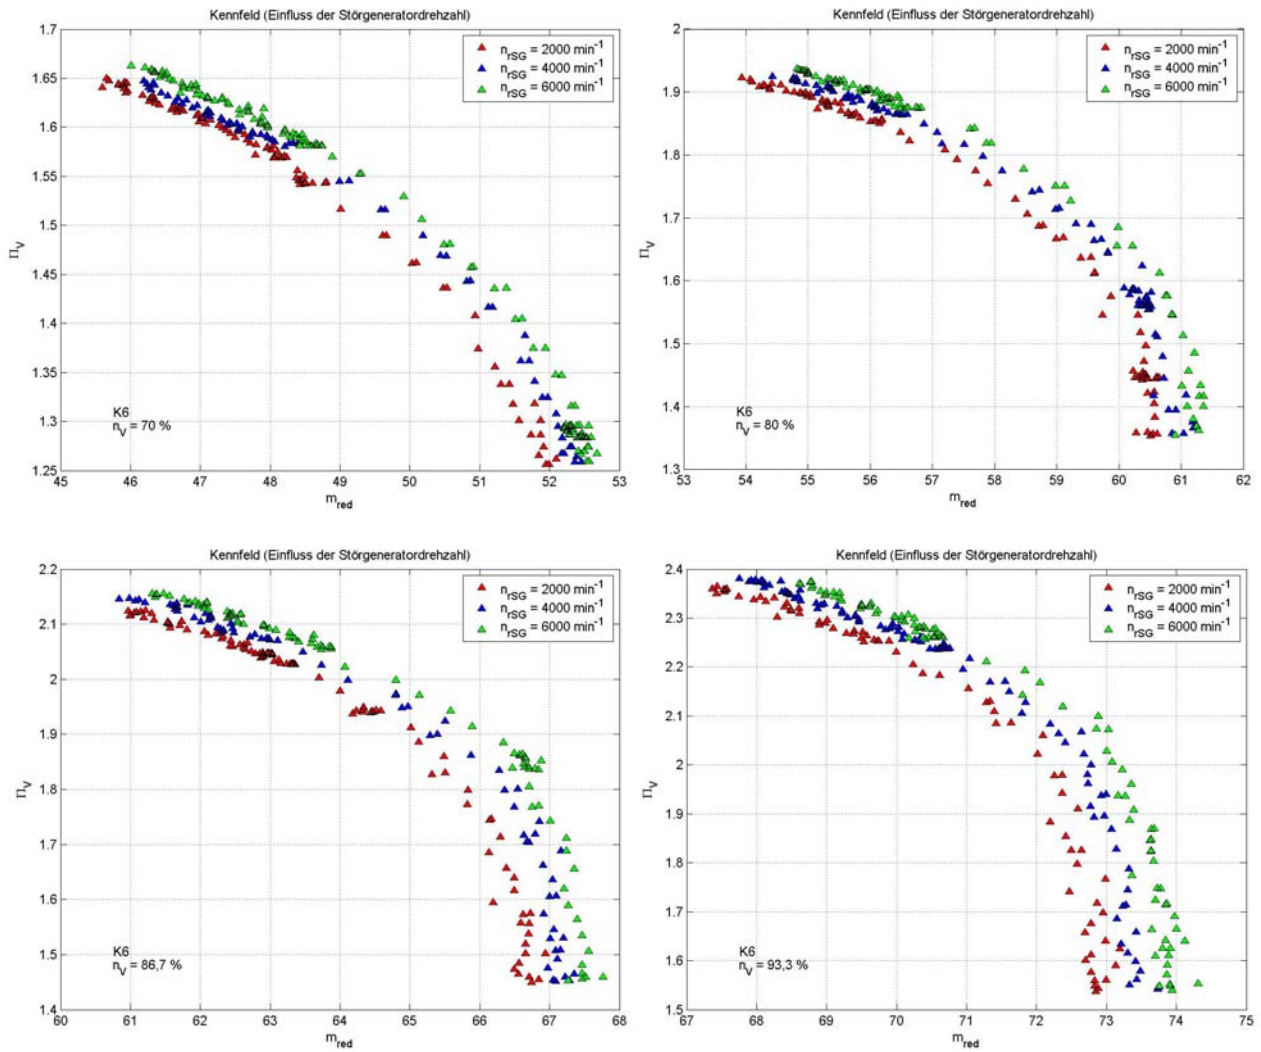 Kennfeld (Einfluss der Störgeneratordrehzahl)
1.7
1.65
1.6
1.55
1.5
1.45
1.4
1.35
1.3
1.25
Π_V
n_rSG = 2000 min⁻¹
n_rSG = 4000 min⁻¹
n_rSG = 6000 min⁻¹
K6
n_V = 70 %
45 46 47 48 49 50 51 52 53
m_red
Kennfeld (Einfluss der Störgeneratordrehzahl)
2
1.9
1.8
1.7
1.6
1.5
1.4
1.3
Π_V
n_rSG = 2000 min⁻¹
n_rSG = 4000 min⁻¹
n_rSG = 6000 min⁻¹
K6
n_V = 80 %
53 54 55 56 57 58 59 60 61 62
m_red
Kennfeld (Einfluss der Störgeneratordrehzahl)
2.2
2.1
2
1.9
1.8
1.7
1.6
1.5
1.4
Π_V
n_rSG = 2000 min⁻¹
n_rSG = 4000 min⁻¹
n_rSG = 6000 min⁻¹
K6
n_V = 86,7 %
60 61 62 63 64 65 66 67 68
m_red
Kennfeld (Einfluss der Störgeneratordrehzahl)
2.4
2.3
2.2
2.1
2
1.9
1.8
1.7
1.6
1.5
Π_V
n_rSG = 2000 min⁻¹
n_rSG = 4000 min⁻¹
n_rSG = 6000 min⁻¹
K6
n_V = 93,3 %
67 68 69 70 71 72 73 74 75
m_red